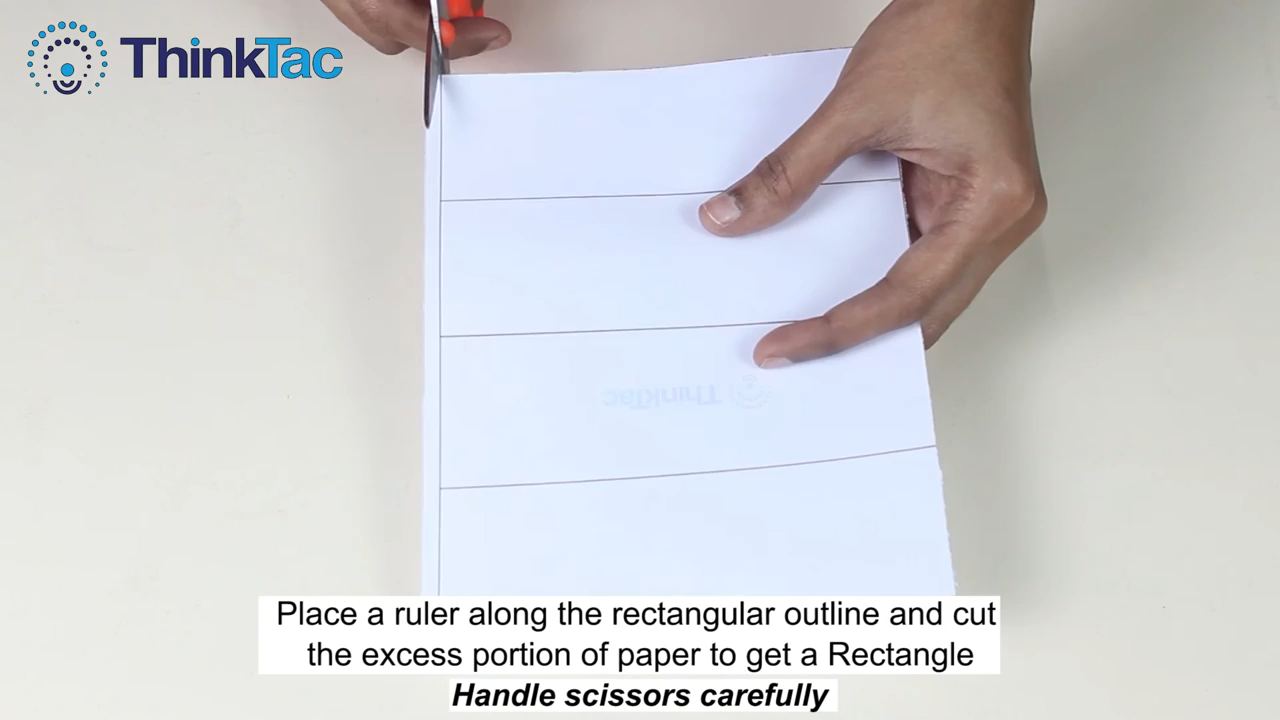 ThinkTac
ThinkTac
Place a ruler along the rectangular outline and cut
the excess portion of paper to get a Rectangle
Handle scissors carefully